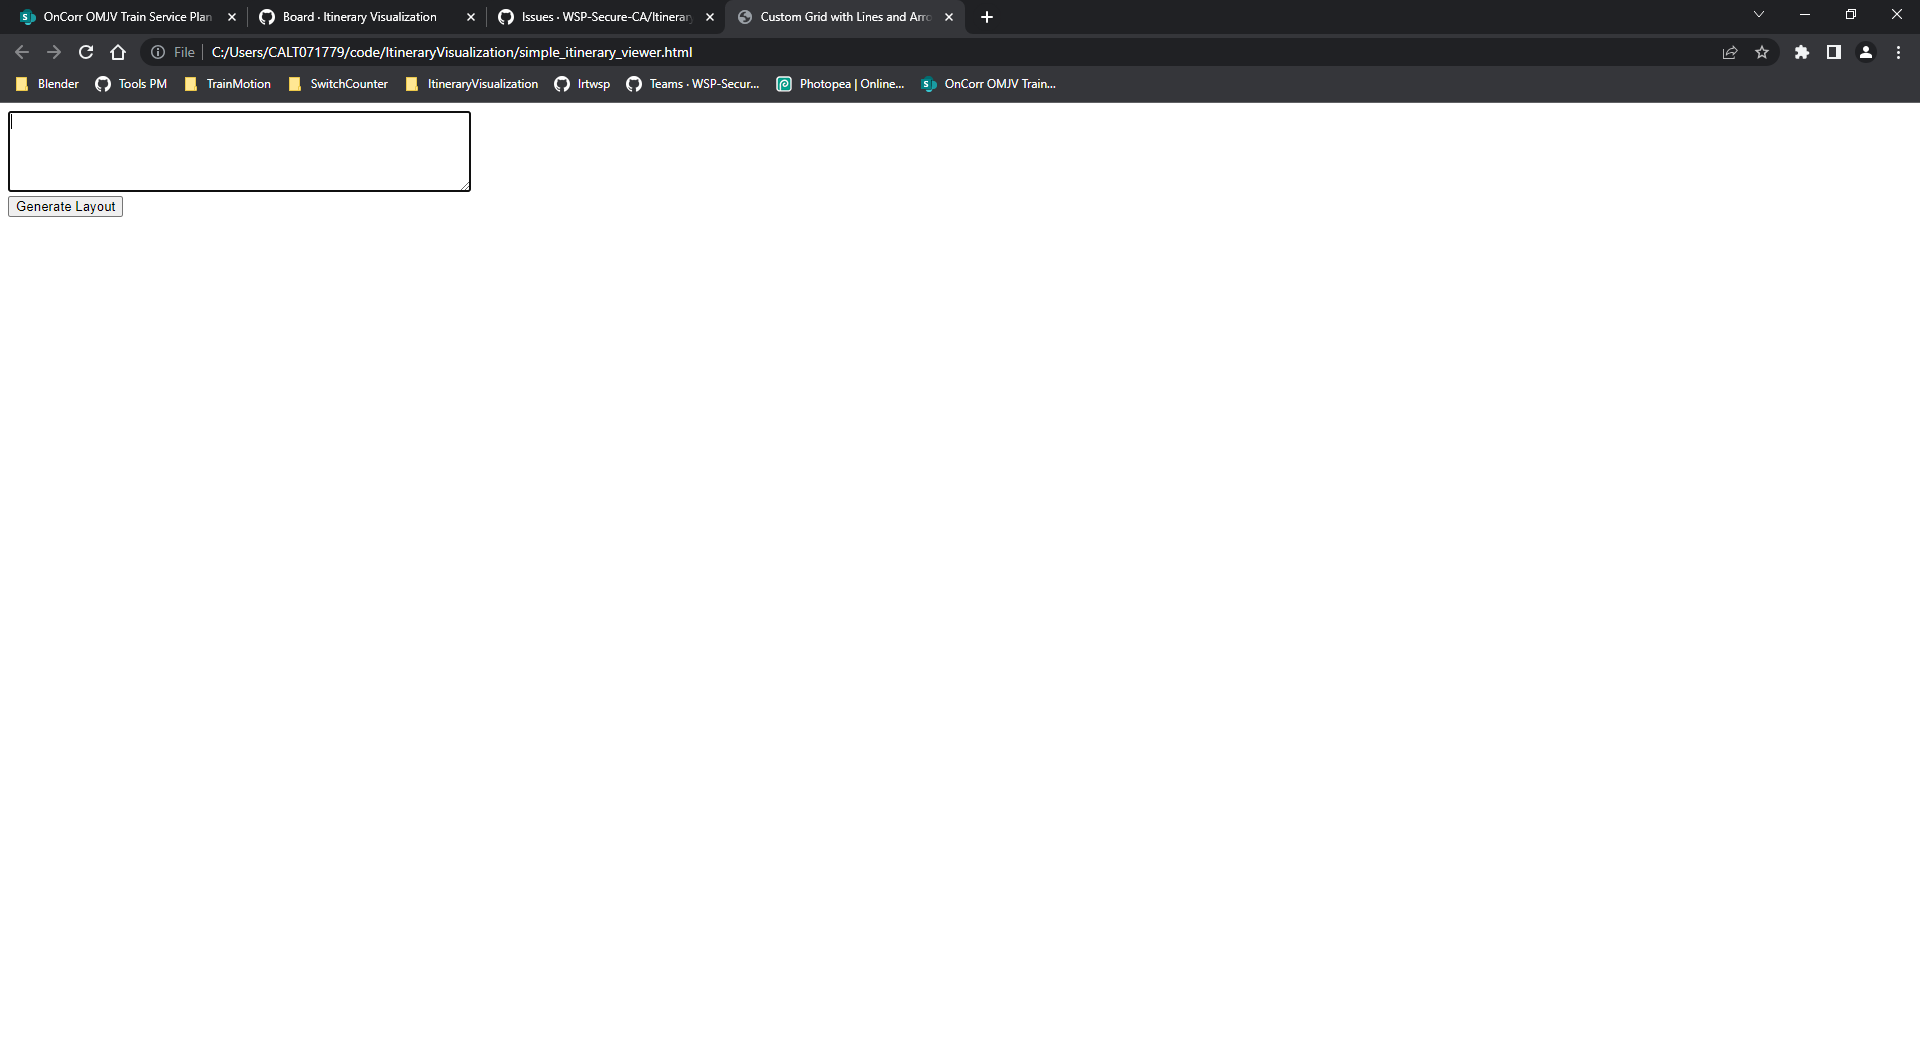 OnCorr OMJV Train Service Plan
Board · Itinerary Visualization
Issues · WSP-Secure-CA/Itinerary
Custom Grid with Lines and Arro
File C:/Users/CALT071779/code/ItineraryVisualization/simple_itinerary_viewer.html
Blender Tools PM TrainMotion SwitchCounter ItineraryVisualization lrtwsp Teams · WSP-Secur... Photopea | Online... OnCorr OMJV Train...
Generate Layout